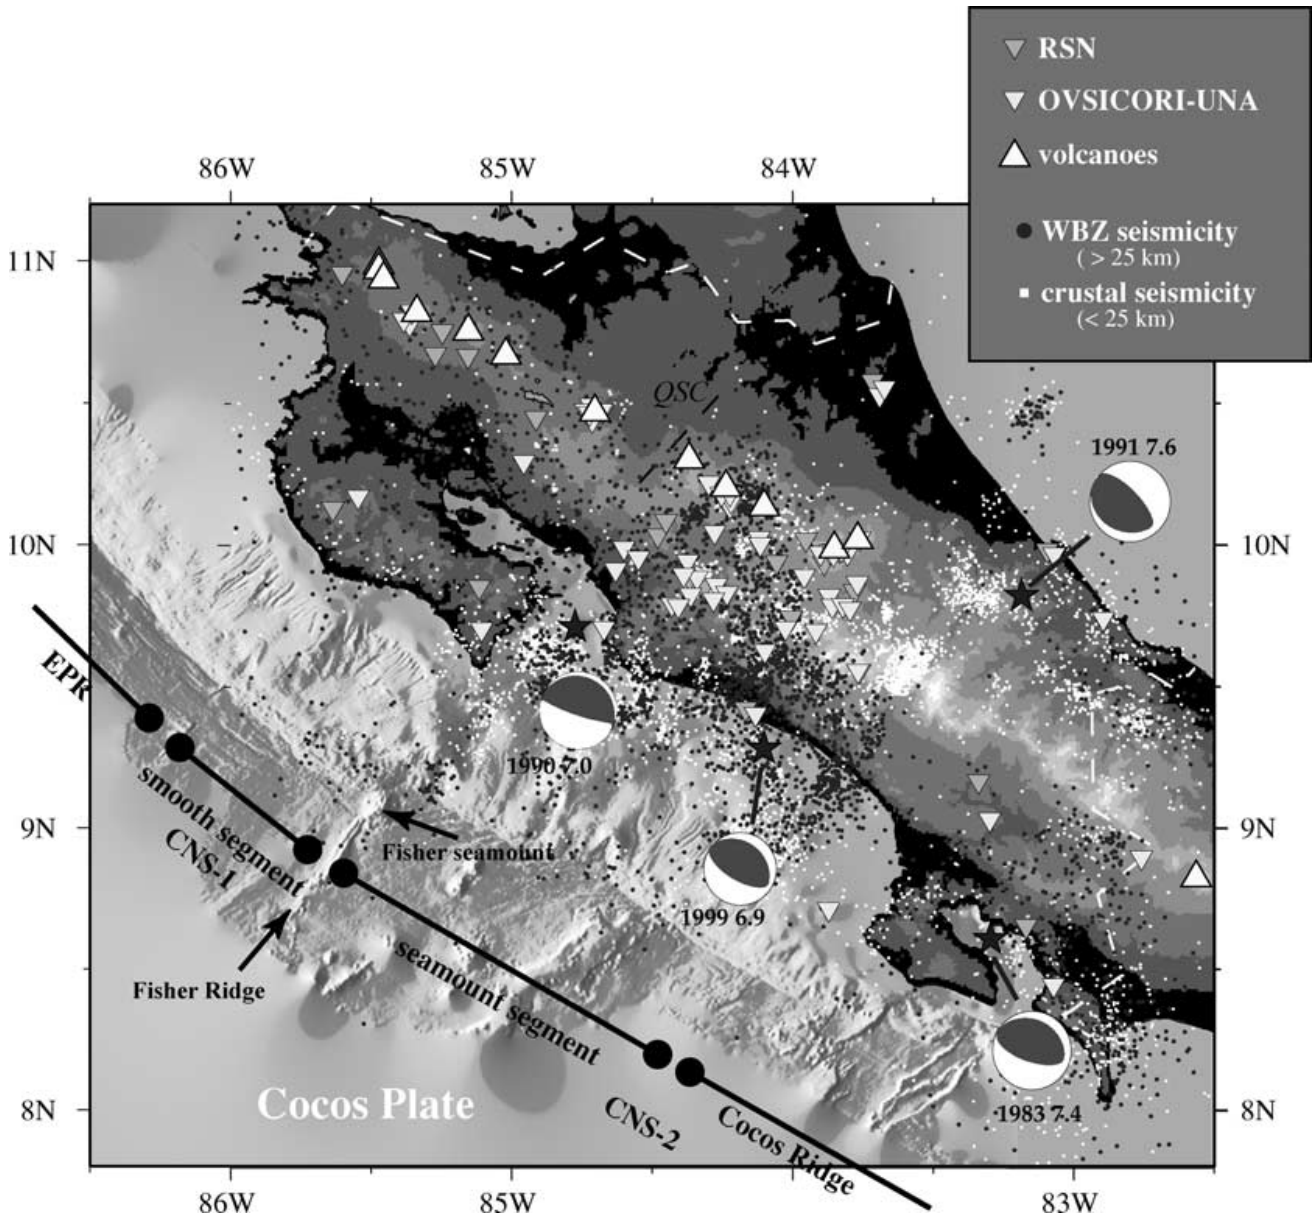 RSN
OVSICORI-UNA
volcanoes
WBZ seismicity
( > 25 km)
crustal seismicity
(< 25 km)
86W
85W
84W
11N
QSC
1991 7.6
10N
10N
EPR
1990 7.0
smooth segment
CNS-1
9N
9N
Fisher seamount
1999 6.9
Fisher Ridge
seamount segment
Cocos Plate
CNS-2
Cocos Ridge
1983 7.4
8N
8N
86W
85W
84W
83W